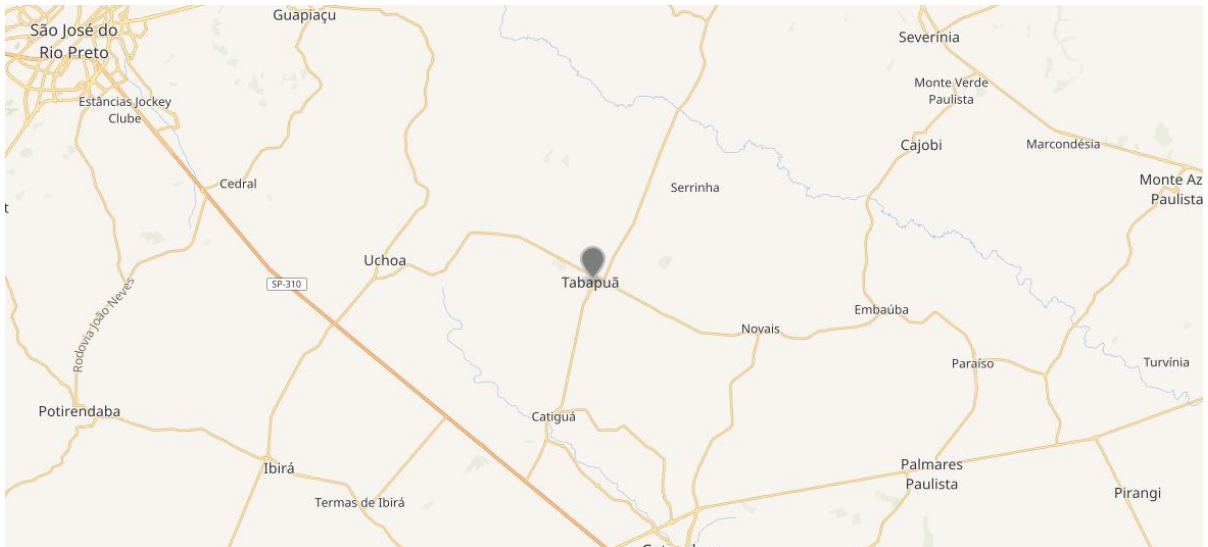 Guapiaçu
São José do
Rio Preto
Severínia
Monte Verde
Paulista
Estâncias Jockey
Clube
Cajobi
Marcondésia
Cedral
Serrinha
Monte Az
Paulista
t
Uchoa
SP-310
Tabapuã
Rodovia João Neves
Embaúba
Novais
Paraíso
Turvínia
Potirendaba
Catiguá
Ibirá
Palmares
Paulista
Termas de Ibirá
Pirangi